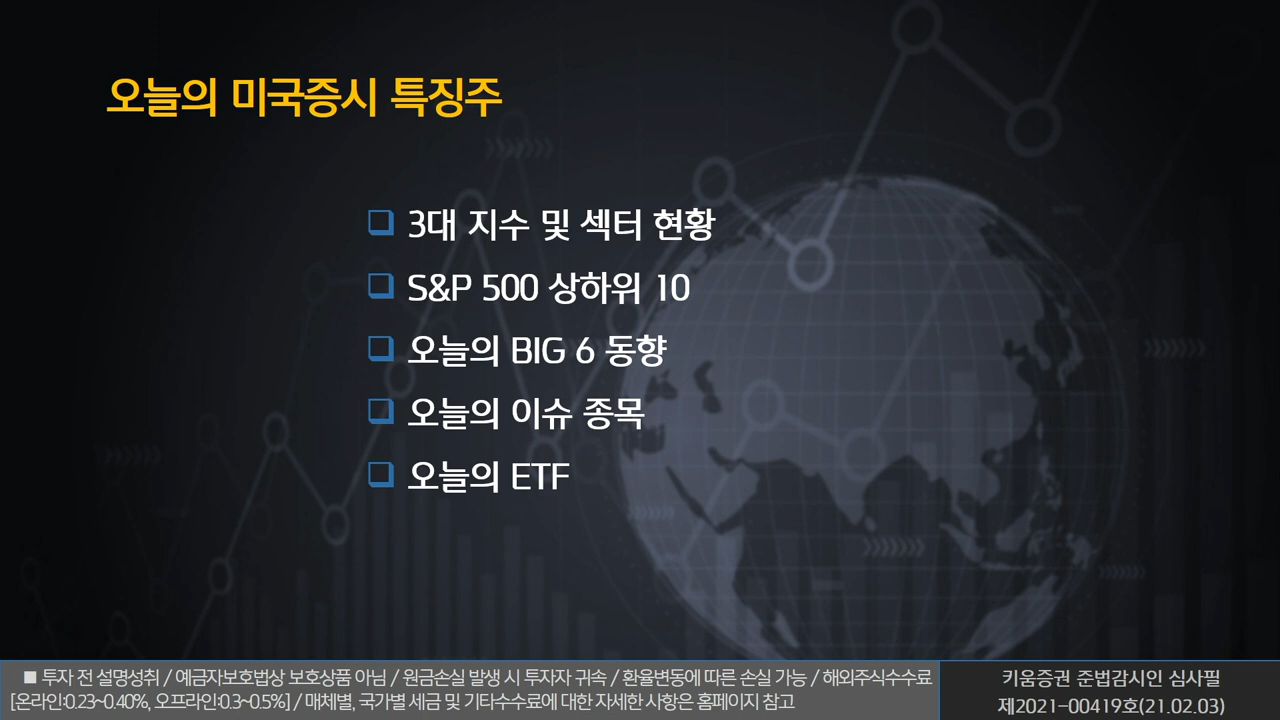 오늘의 미국증시 특징주
❑ 3대 지수 및 섹터 현황
❑ S&P 500 상하위 10
❑ 오늘의 BIG 6 동향
❑ 오늘의 이슈 종목
❑ 오늘의 ETF
■ 투자 전 설명성취 / 예금자보호법상 보호상품 아님 / 원금손실 발생 시 투자자 귀속 / 환율변동에 따른 손실 가능 / 해외주식수수료
[온라인:0.23~0.40%, 오프라인:0.3~0.5%] / 매체별, 국가별 세금 및 기타수수료에 대한 자세한 사항은 홈페이지 참고
키움증권 준법감시인 심사필
제2021-00419호(21.02.03)